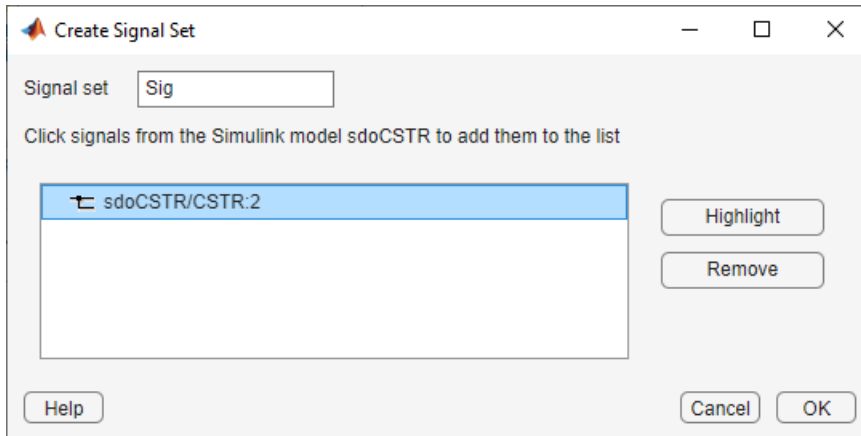 Create Signal Set
Signal set Sig
Click signals from the Simulink model sdoCSTR to add them to the list
sdoCSTR/CSTR:2
Highlight
Remove
Help Cancel OK